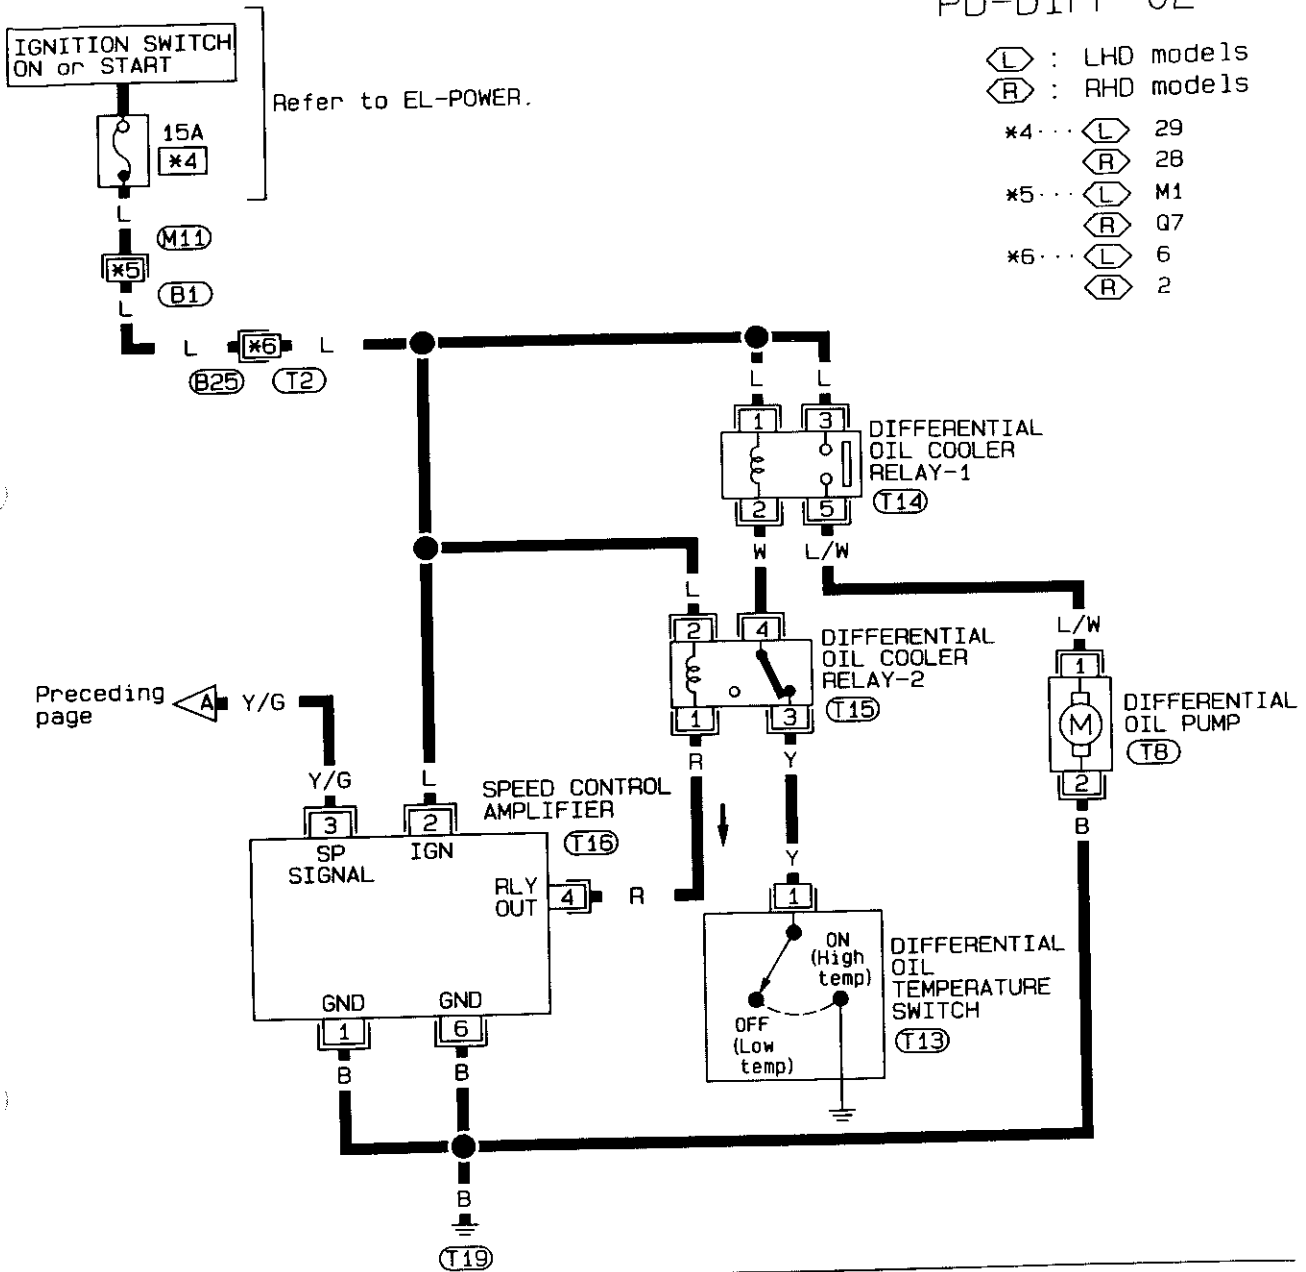 PD-DIFF-02
IGNITION SWITCH
ON or START
Refer to EL-POWER.
15A
*4
L
M11
*5
B1
L
L
*6
L
B25
T2
L : LHD models
R : RHD models
*4··· L 29
R 28
*5··· L M1
R Q7
*6··· L 6
R 2
L
L
1
3
DIFFERENTIAL
OIL COOLER
RELAY-1
T14
2
5
W
L/W
L
L/W
2
4
DIFFERENTIAL
OIL COOLER
RELAY-2
T15
1
3
R
Y
1
M
DIFFERENTIAL
OIL PUMP
T8
2
B
Preceding
page
A
Y/G
Y/G
L
SPEED CONTROL
AMPLIFIER
T16
3
2
SP
SIGNAL
IGN
RLY
OUT
4
R
Y
1
ON
(High
temp)
OFF
(Low
temp)
DIFFERENTIAL
OIL
TEMPERATURE
SWITCH
T13
GND
GND
1
6
B
B
B
T19